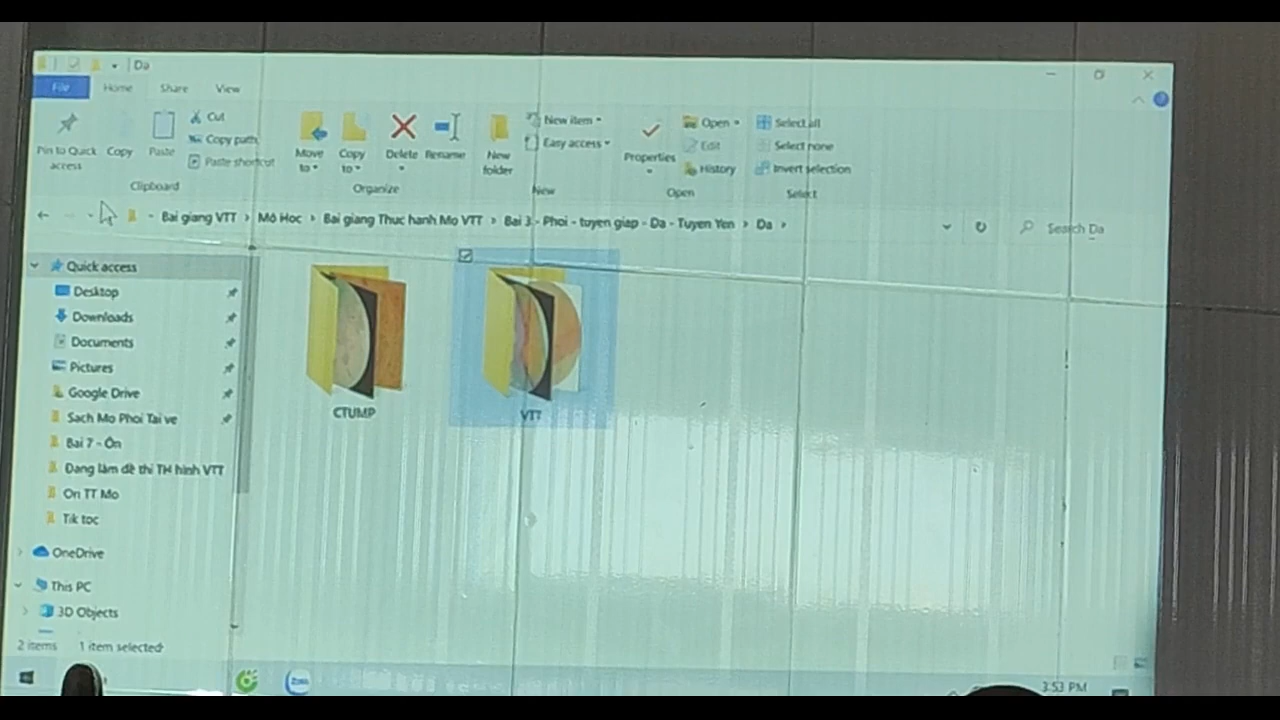 Da
File Home Share View
Pin to Quick access
Copy
Paste
Cut
Copy path
Paste shortcut
Clipboard
Move to
Copy to
Delete
Rename
Organize
New folder
New item
Easy access
New
Properties
Open
Edit
History
Open
Select all
Select none
Invert selection
Select
Bai giang VTT › Mô Hoc › Bai giang Thuc hanh Mo VTT › Bai 3 - Phoi - tuyen giap - Da - Tuyen Yen › Da ›
Search Da
Quick access
Desktop
Downloads
Documents
Pictures
Google Drive
Sach Mo Phoi Tai ve
Bai 7 - Ôn
Đang làm đề thi TH hình VTT
On TT Mo
Tik toc
OneDrive
This PC
3D Objects
CTUMP
VTT
2 items 1 item selected
Zalo
3:53 PM